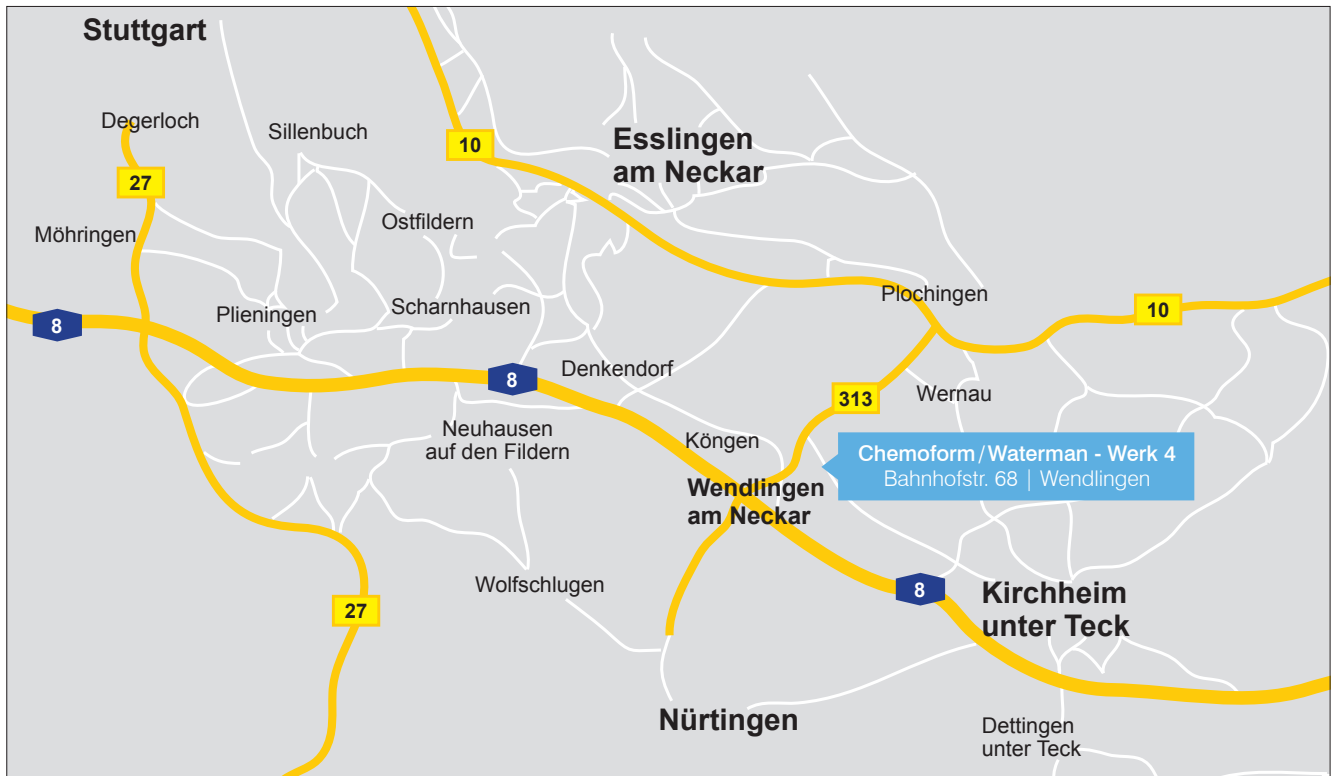 Stuttgart
Degerloch
Sillenbuch
10
Esslingen
am Neckar
27
Ostfildern
Möhringen
Plochingen
Scharnhausen
Plieningen
10
8
Denkendorf
8
313
Wernau
Neuhausen
auf den Fildern
Köngen
Chemoform / Waterman - Werk 4
Bahnhofstr. 68 | Wendlingen
Wendlingen
am Neckar
Wolfschlugen
8
Kirchheim
unter Teck
27
Nürtingen
Dettingen
unter Teck